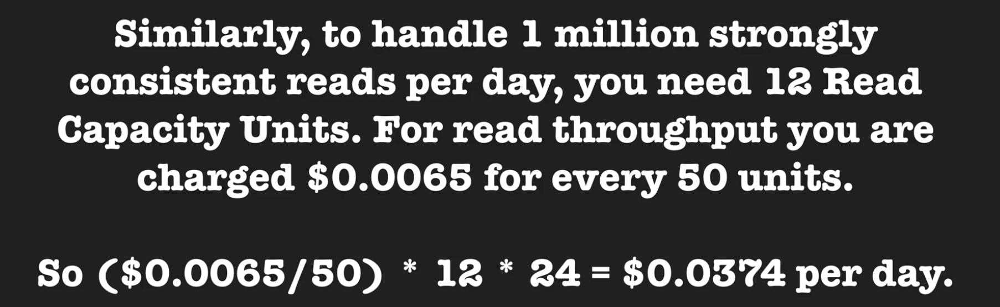 Similarly, to handle 1 million strongly
consistent reads per day, you need 12 Read
Capacity Units. For read throughput you are
charged $0.0065 for every 50 units.
So ($0.0065/50) * 12 * 24 = $0.0374 per day.